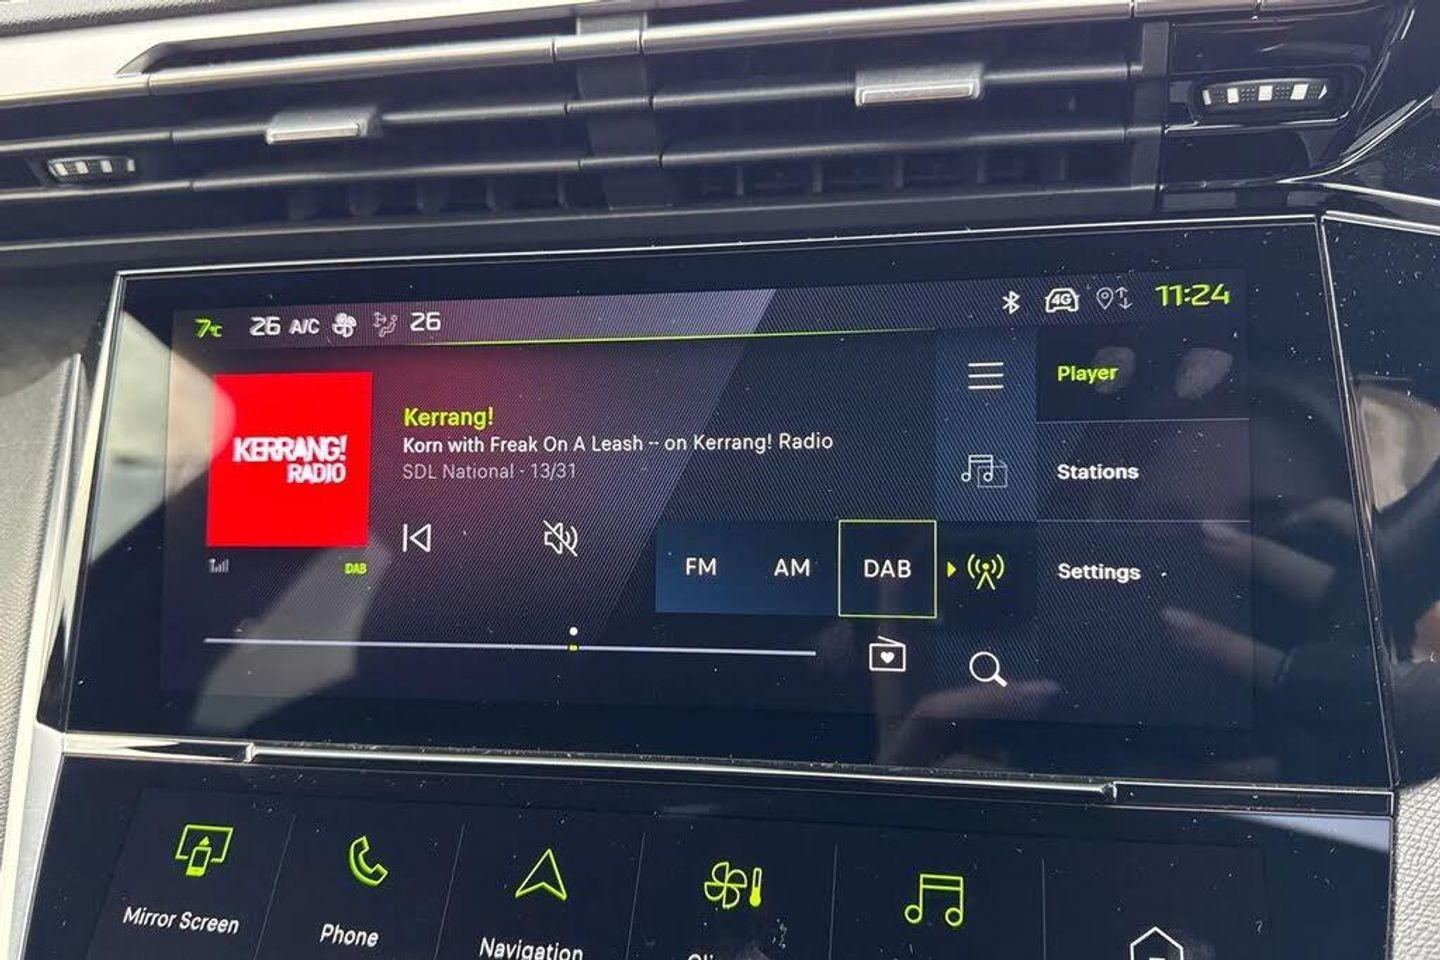 7°C 26 A/C 26 4G 11:24
KERRANG!
RADIO
DAB
Kerrang!
Korn with Freak On A Leash -- on Kerrang! Radio
SDL National - 13/31
FM AM DAB
Player
Stations
Settings
Mirror Screen
Phone
Navigation